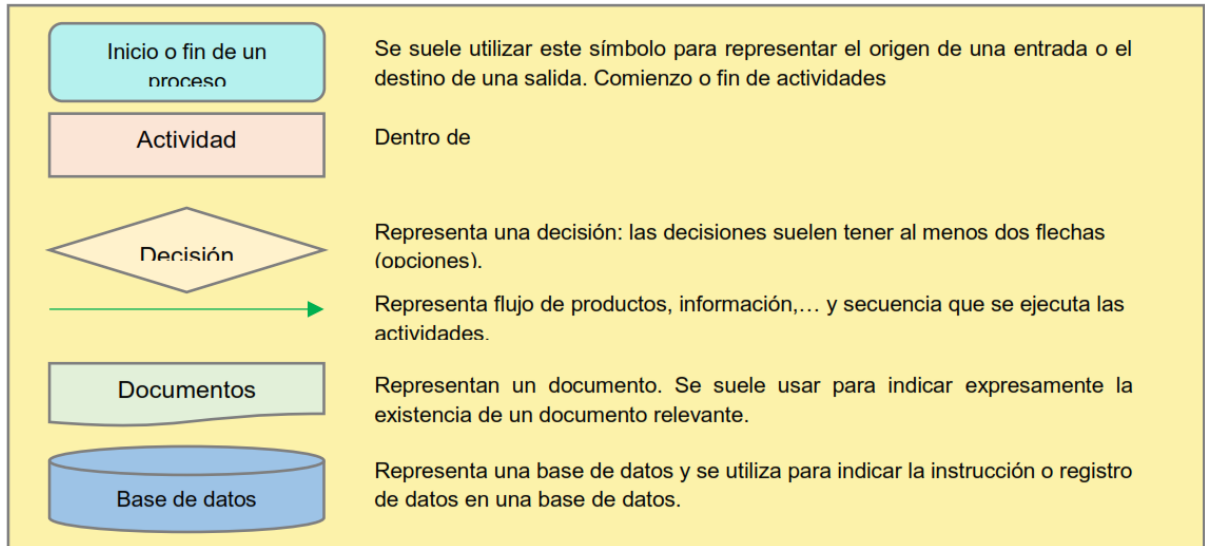 Inicio o fin de un
proceso
Se suele utilizar este símbolo para representar el origen de una entrada o el
destino de una salida. Comienzo o fin de actividades
Actividad
Dentro de
Decisión
Representa una decisión: las decisiones suelen tener al menos dos flechas
(opciones).
Representa flujo de productos, información,… y secuencia que se ejecuta las
actividades.
Documentos
Representan un documento. Se suele usar para indicar expresamente la
existencia de un documento relevante.
Base de datos
Representa una base de datos y se utiliza para indicar la instrucción o registro
de datos en una base de datos.